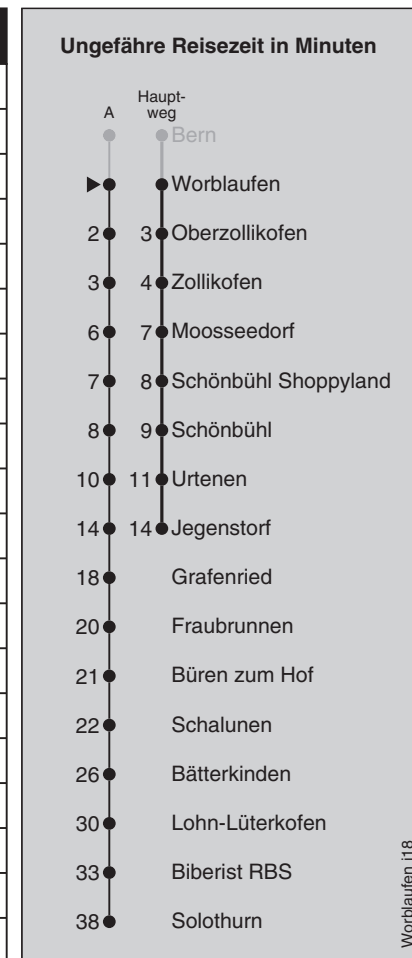 Ungefähre Reisezeit in Minuten
Haupt-
A weg
Bern
Worblaufen
2 3 Oberzollikofen
3 4 Zollikofen
6 7 Moosseedorf
7 8 Schönbühl Shoppyland
8 9 Schönbühl
10 11 Urtenen
14 14 Jegenstorf
18 Grafenried
20 Fraubrunnen
21 Büren zum Hof
22 Schalunen
26 Bätterkinden
30 Lohn-Lüterkofen
33 Biberist RBS
38 Solothurn
Worblaufen j18